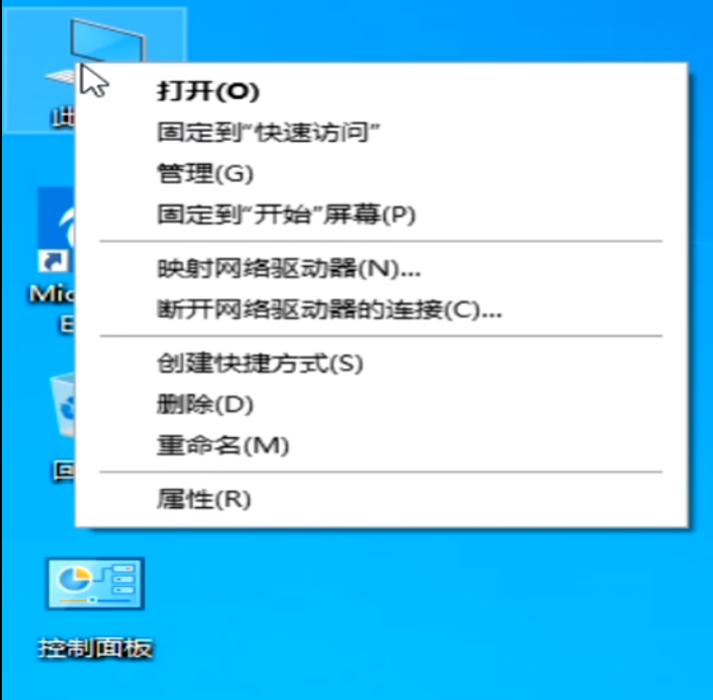 打开(O)
固定到“快速访问”
管理(G)
固定到“开始”屏幕(P)
映射网络驱动器(N)...
断开网络驱动器的连接(C)...
创建快捷方式(S)
删除(D)
重命名(M)
属性(R)
此
Mic
E
回
控制面板